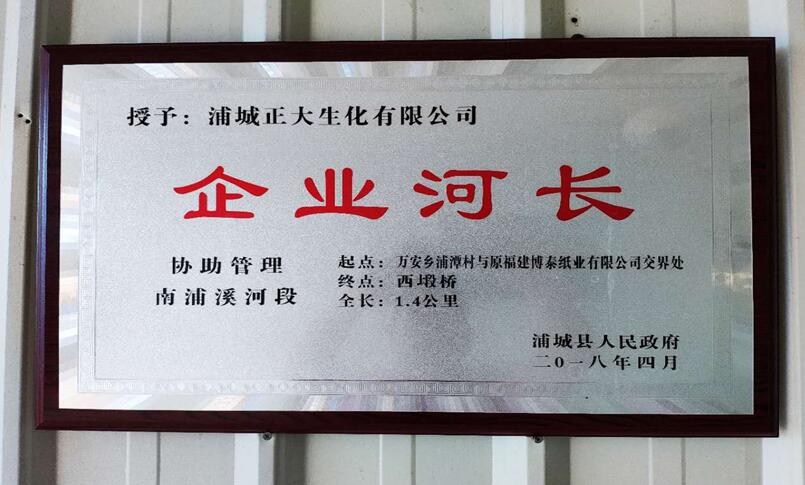 授予：浦城正大生化有限公司
企业河长
协助管理
南浦溪河段
起点：万安乡浦潭村与原福建博泰纸业有限公司交界处
终点：西塅桥
全长：1.4公里
浦城县人民政府
二〇一八年四月